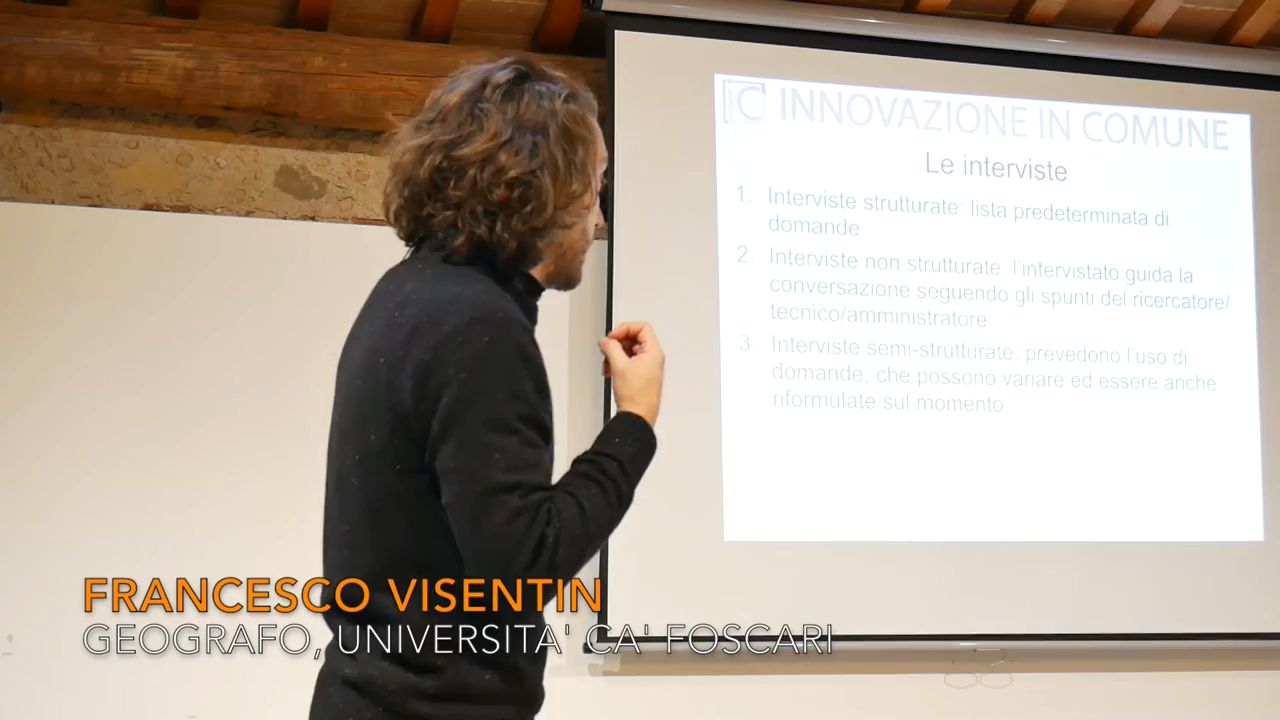 iC INNOVAZIONE IN COMUNE
Le interviste
1. Interviste strutturate: lista predeterminata di
domande
2. Interviste non strutturate: l'intervistato guida la
conversazione seguendo gli spunti del ricercatore/
tecnico/amministratore
3 Interviste semi-strutturate: prevedono l'uso di
domande, che possono variare ed essere anche
riformulate sul momento
FRANCESCO VISENTIN
GEOGRAFO, UNIVERSITA' CA' FOSCARI